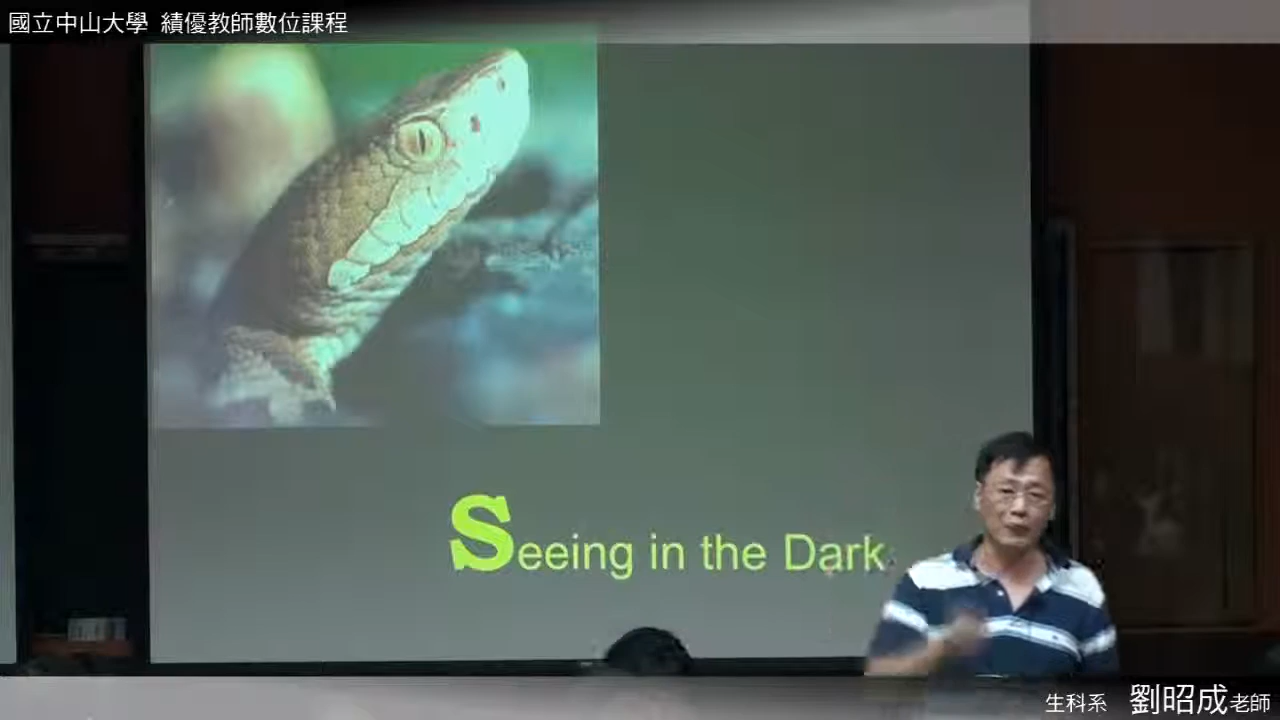 國立中山大學 績優教師數位課程
Seeing in the Dark
生科系 劉昭成老師